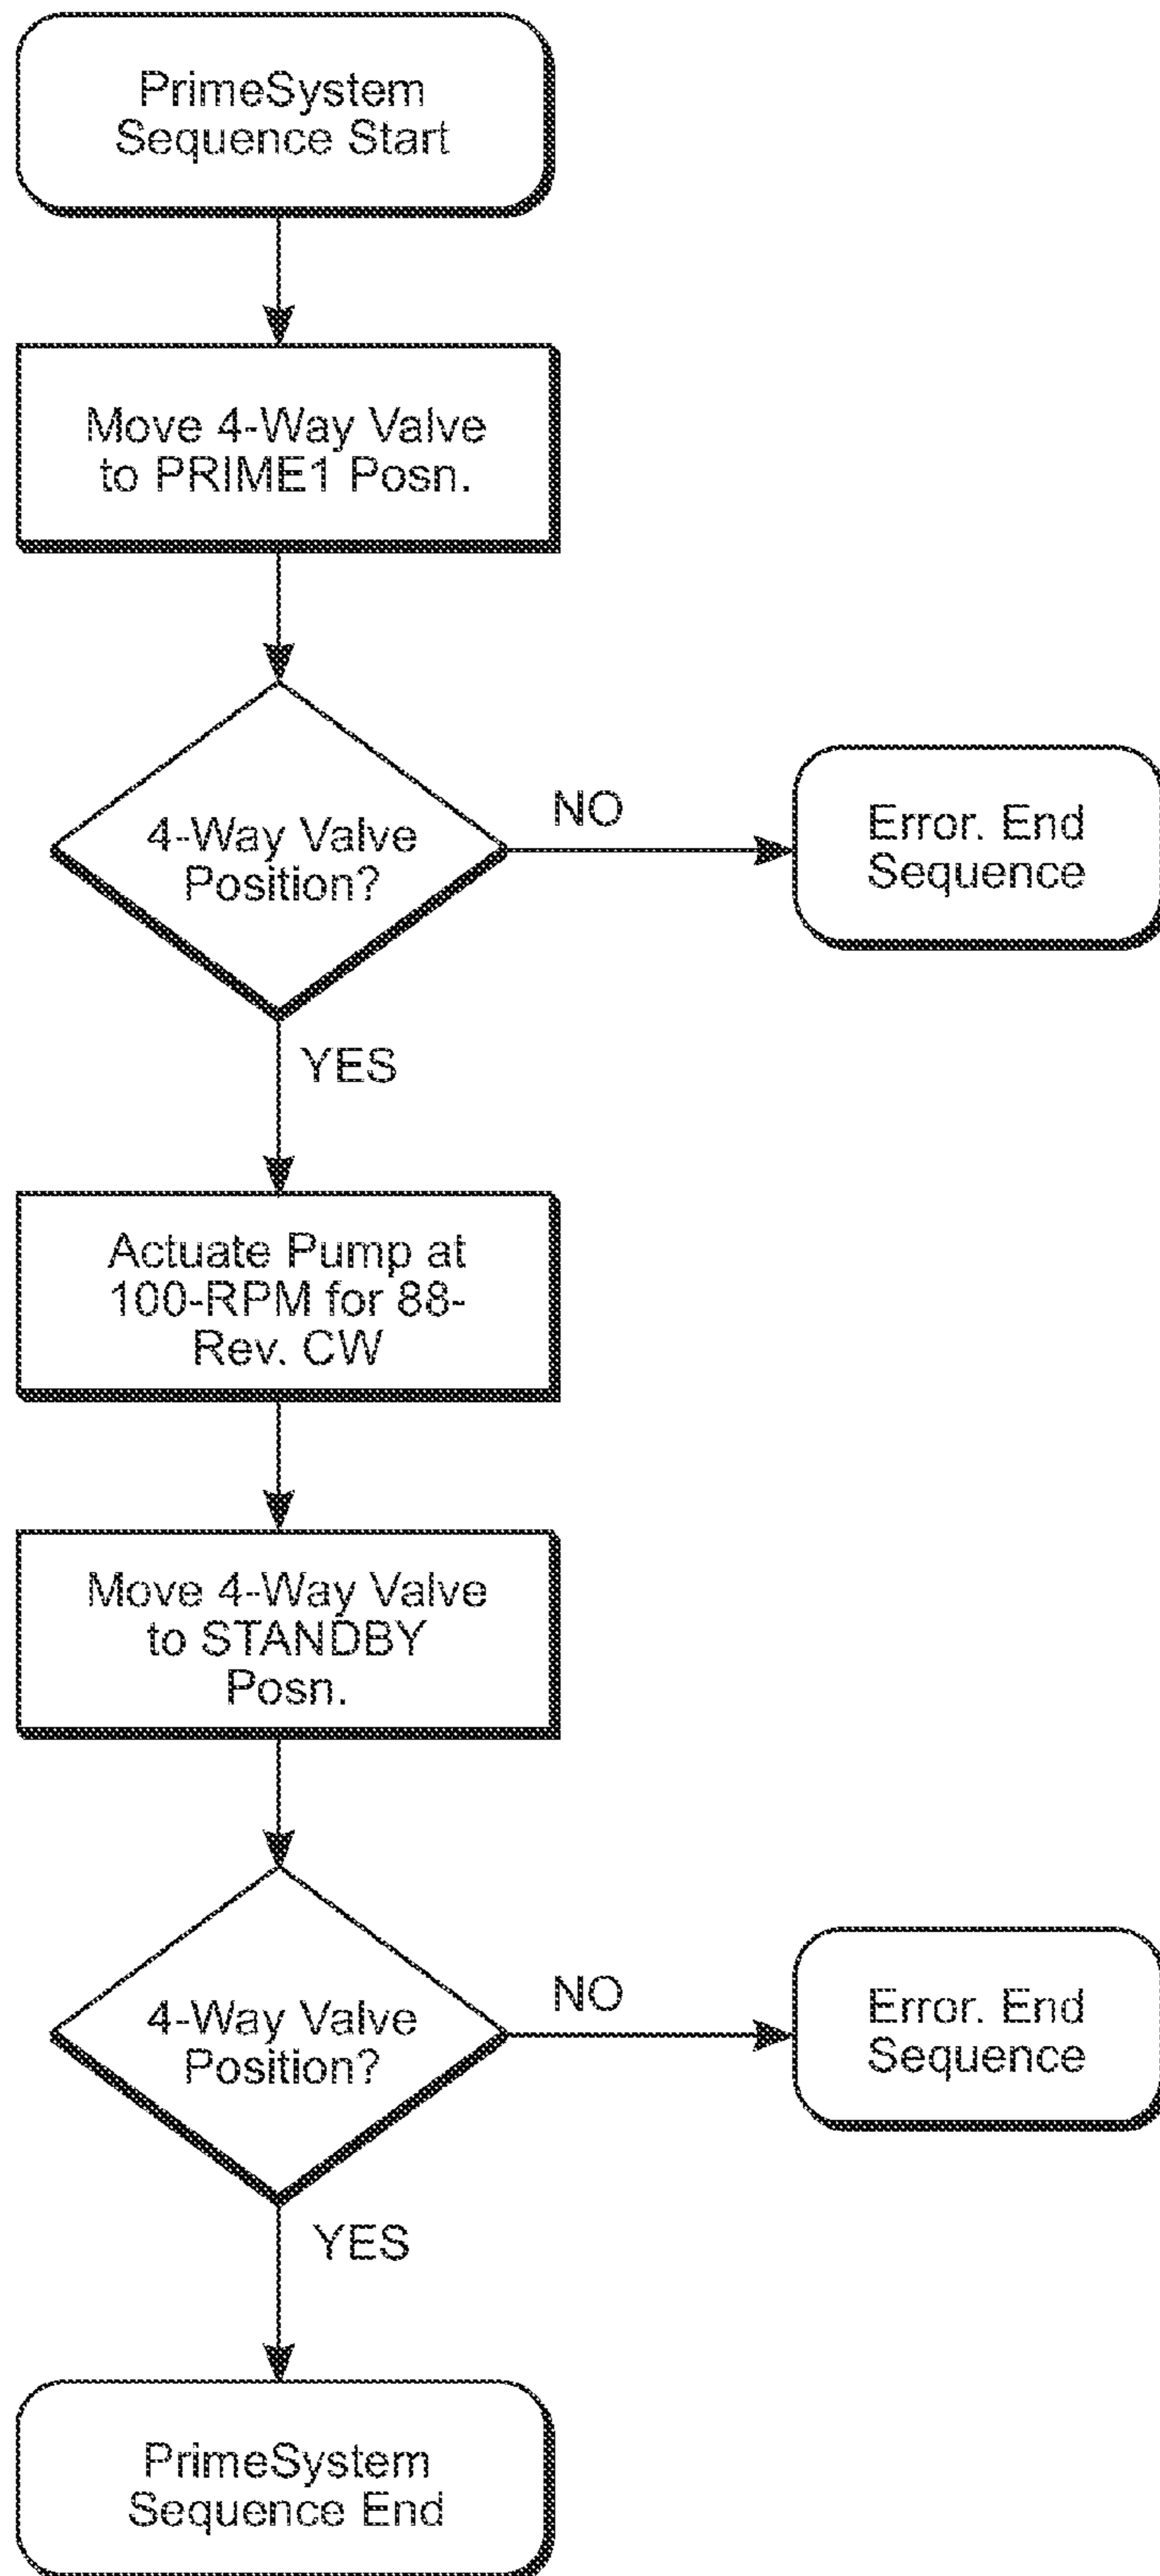 PrimeSystem
Sequence Start
Move 4-Way Valve
to PRIME1 Posn.
4-Way Valve
Position?
NO
Error. End
Sequence
YES
Actuate Pump at
100-RPM for 88-
Rev. CW
Move 4-Way Valve
to STANDBY
Posn.
4-Way Valve
Position?
NO
Error. End
Sequence
YES
PrimeSystem
Sequence End